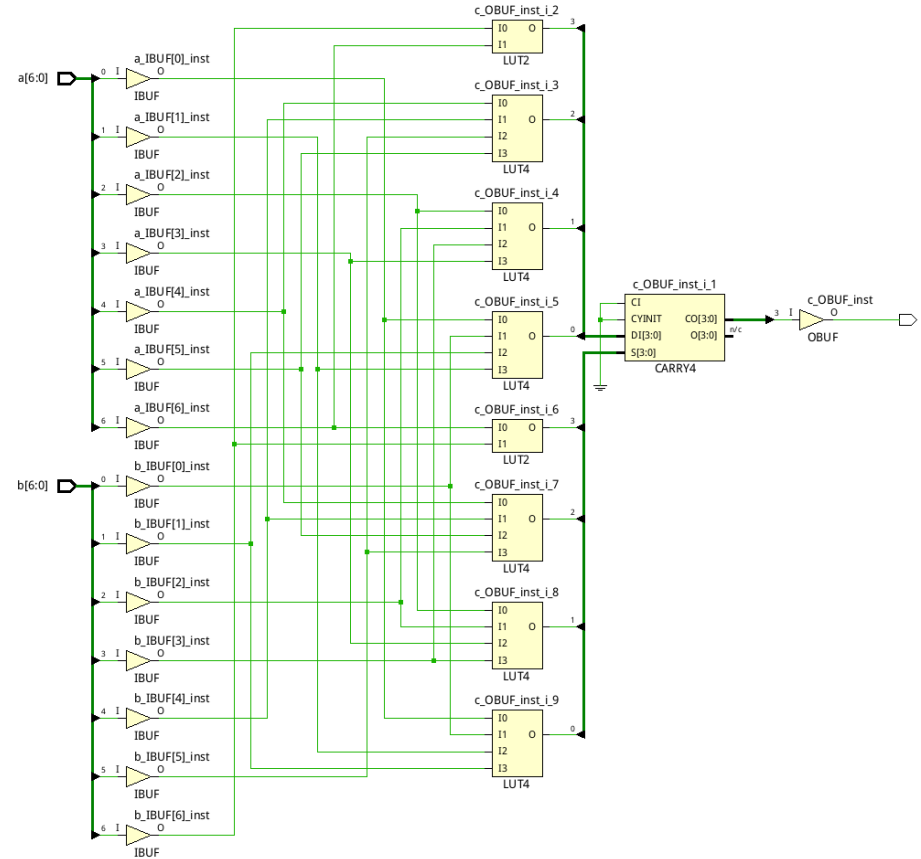 a[6:0]
0 I a_IBUF[0]_inst O
IBUF
1 I a_IBUF[1]_inst O
IBUF
2 I a_IBUF[2]_inst O
IBUF
3 I a_IBUF[3]_inst O
IBUF
4 I a_IBUF[4]_inst O
IBUF
5 I a_IBUF[5]_inst O
IBUF
6 I a_IBUF[6]_inst O
IBUF
b[6:0]
0 I b_IBUF[0]_inst O
IBUF
1 I b_IBUF[1]_inst O
IBUF
2 I b_IBUF[2]_inst O
IBUF
3 I b_IBUF[3]_inst O
IBUF
4 I b_IBUF[4]_inst O
IBUF
5 I b_IBUF[5]_inst O
IBUF
6 I b_IBUF[6]_inst O
IBUF
c_OBUF_inst_i_2
I0 O 3
I1
LUT2
c_OBUF_inst_i_3
I0
I1 O 2
I2
I3
LUT4
c_OBUF_inst_i_4
I0
I1 O 1
I2
I3
LUT4
c_OBUF_inst_i_5
I0
I1 O 0
I2
I3
LUT4
c_OBUF_inst_i_6
I0 O 3
I1
LUT2
c_OBUF_inst_i_7
I0
I1 O 2
I2
I3
LUT4
c_OBUF_inst_i_8
I0
I1 O 1
I2
I3
LUT4
c_OBUF_inst_i_9
I0
I1 O 0
I2
I3
LUT4
c_OBUF_inst_i_1
CI
CYINIT CO[3:0]
DI[3:0] O[3:0] n/c
S[3:0]
CARRY4
c_OBUF_inst
3 I O
OBUF